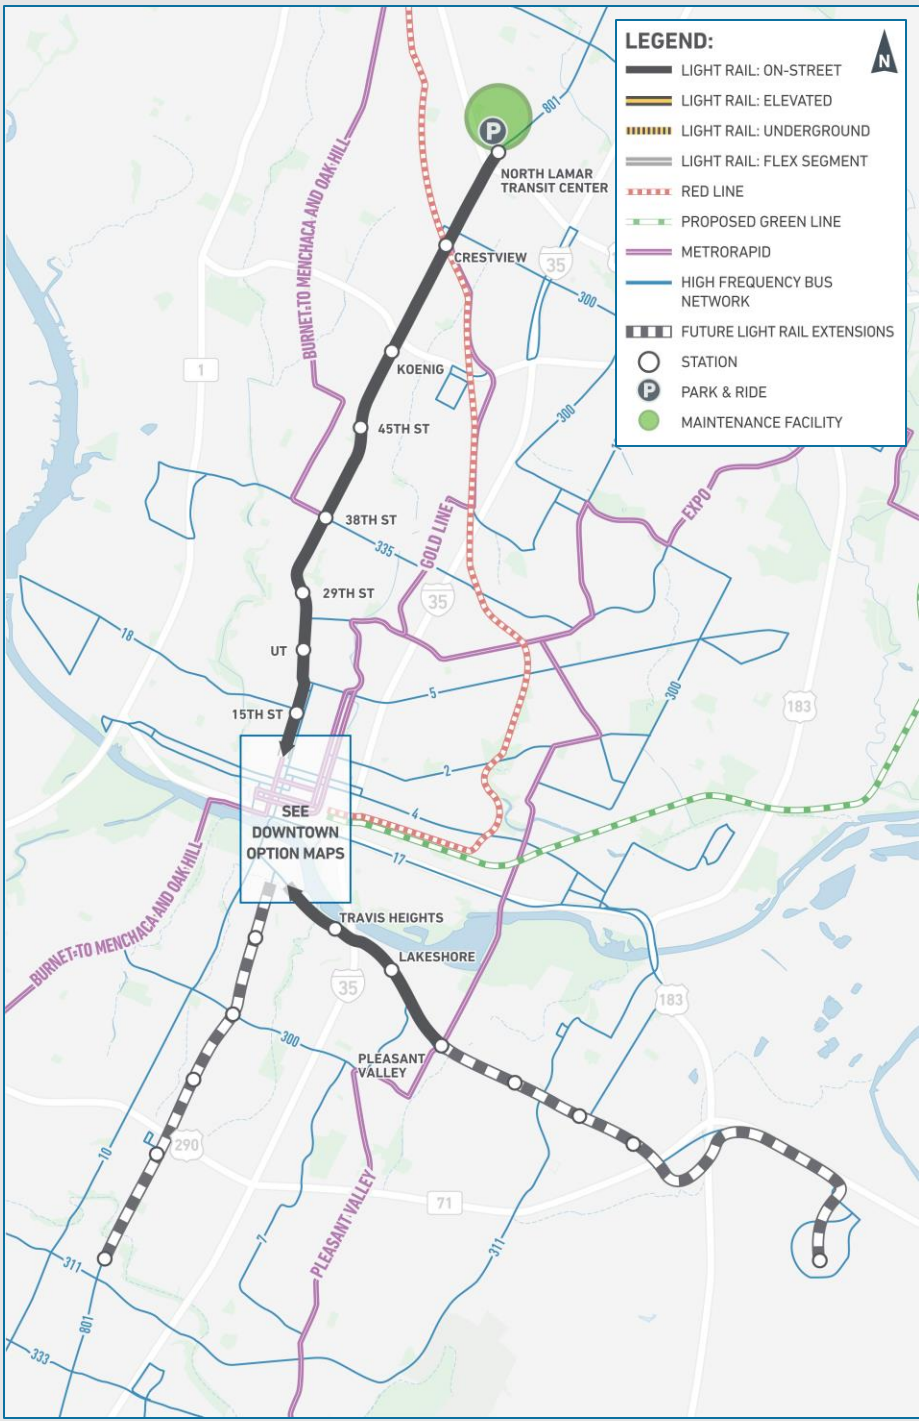 LEGEND:
N
LIGHT RAIL: ON-STREET
LIGHT RAIL: ELEVATED
LIGHT RAIL: UNDERGROUND
LIGHT RAIL: FLEX SEGMENT
RED LINE
PROPOSED GREEN LINE
METRORAPID
HIGH FREQUENCY BUS
NETWORK
FUTURE LIGHT RAIL EXTENSIONS
STATION
P
PARK & RIDE
MAINTENANCE FACILITY
801
P
NORTH LAMAR
TRANSIT CENTER
BURNET TO MENCHACA AND OAK HILL
CRESTVIEW
35
300
1
KOENIG
300
45TH ST
EXPO
38TH ST
GOLD LINE
335
29TH ST
35
18
UT
5
300
183
15TH ST
2
SEE
DOWNTOWN
OPTION MAPS
4
17
BURNET TO MENCHACA AND OAK HILL
TRAVIS HEIGHTS
LAKESHORE
35
183
300
PLEASANT
VALLEY
10
290
71
PLEASANT VALLEY
7
311
311
801
333